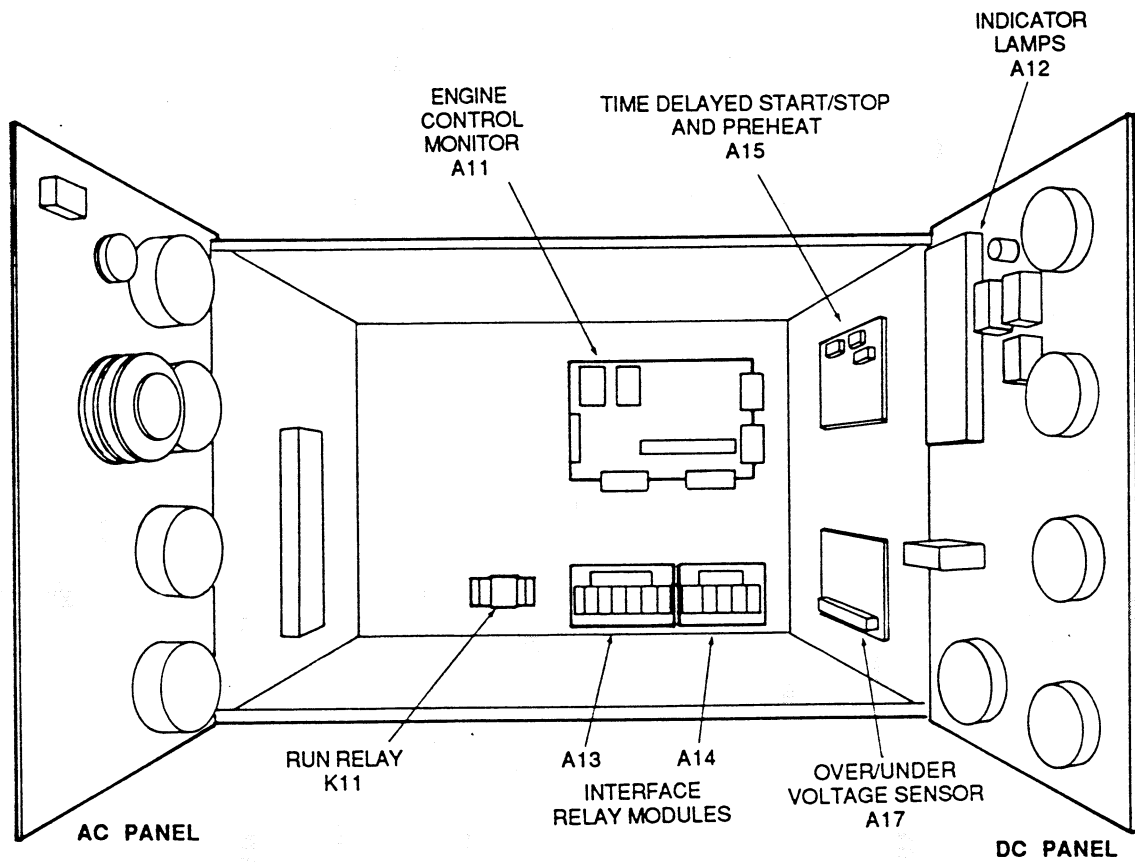 INDICATOR
LAMPS
A12
ENGINE
CONTROL
MONITOR
A11
TIME DELAYED START/STOP
AND PREHEAT
A15
RUN RELAY
K11
A13
A14
INTERFACE
RELAY MODULES
OVER/UNDER
VOLTAGE SENSOR
A17
AC PANEL
DC PANEL